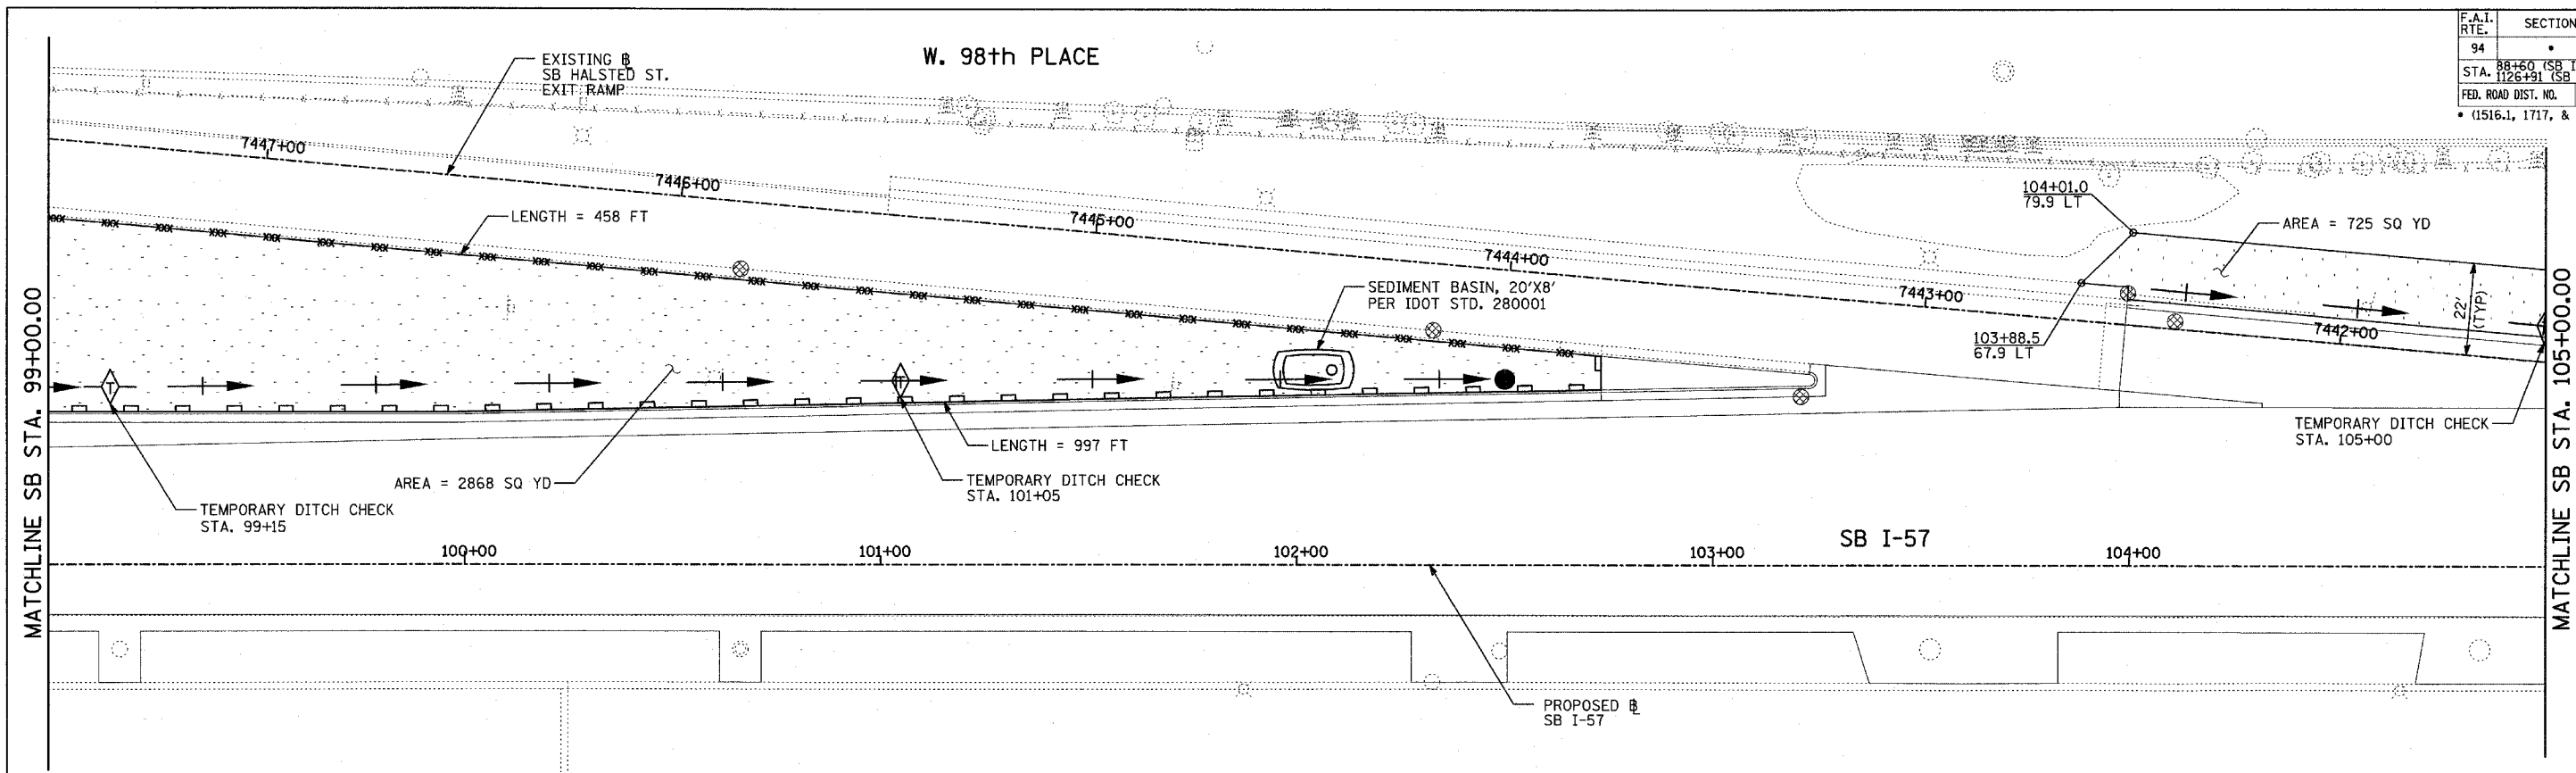 F.A.I. RTE. SECTION
94 •
STA. 88+60 (SB I
1126+91 (SB
FED. ROAD DIST. NO.
• (1516.1, 1717, &
W. 98th PLACE
EXISTING B
SB HALSTED ST.
EXIT RAMP
7447+00
7446+00
7445+00
7444+00
7443+00
7442+00
LENGTH = 458 FT
104+01.0
79.9 LT
AREA = 725 SQ YD
SEDIMENT BASIN, 20'X8'
PER IDOT STD. 280001
22'
(TYP)
103+88.5
67.9 LT
T
T
MATCHLINE SB STA. 99+00.00
MATCHLINE SB STA. 105+00.00
LENGTH = 997 FT
AREA = 2868 SQ YD
TEMPORARY DITCH CHECK
STA. 99+15
TEMPORARY DITCH CHECK
STA. 101+05
TEMPORARY DITCH CHECK
STA. 105+00
SB I-57
100+00
101+00
102+00
103+00
104+00
PROPOSED B
SB I-57